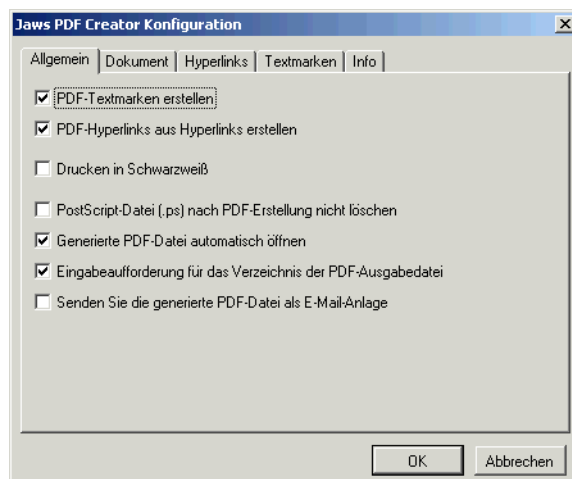 Jaws PDF Creator Konfiguration
Allgemein Dokument Hyperlinks Textmarken Info
PDF-Textmarken erstellen
PDF-Hyperlinks aus Hyperlinks erstellen
Drucken in Schwarzweiß
PostScript-Datei (.ps) nach PDF-Erstellung nicht löschen
Generierte PDF-Datei automatisch öffnen
Eingabeaufforderung für das Verzeichnis der PDF-Ausgabedatei
Senden Sie die generierte PDF-Datei als E-Mail-Anlage
OK Abbrechen